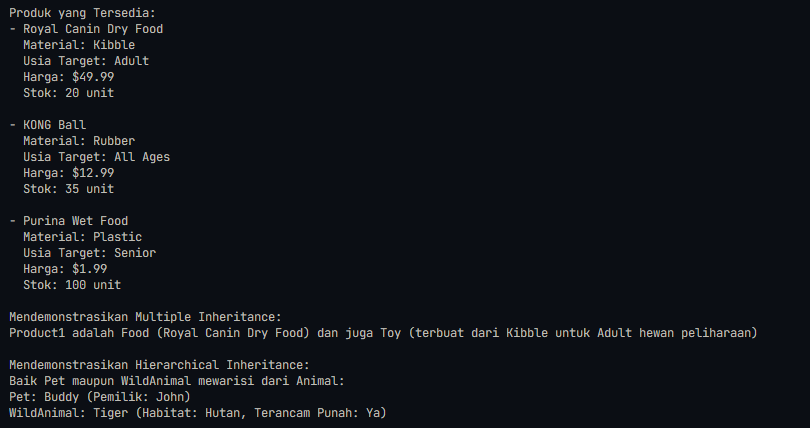 Produk yang Tersedia:
- Royal Canin Dry Food
  Material: Kibble
  Usia Target: Adult
  Harga: $49.99
  Stok: 20 unit

- KONG Ball
  Material: Rubber
  Usia Target: All Ages
  Harga: $12.99
  Stok: 35 unit

- Purina Wet Food
  Material: Plastic
  Usia Target: Senior
  Harga: $1.99
  Stok: 100 unit

Mendemonstrasikan Multiple Inheritance:
Product1 adalah Food (Royal Canin Dry Food) dan juga Toy (terbuat dari Kibble untuk Adult hewan peliharaan)

Mendemonstrasikan Hierarchical Inheritance:
Baik Pet maupun WildAnimal mewarisi dari Animal:
Pet: Buddy (Pemilik: John)
WildAnimal: Tiger (Habitat: Hutan, Terancam Punah: Ya)